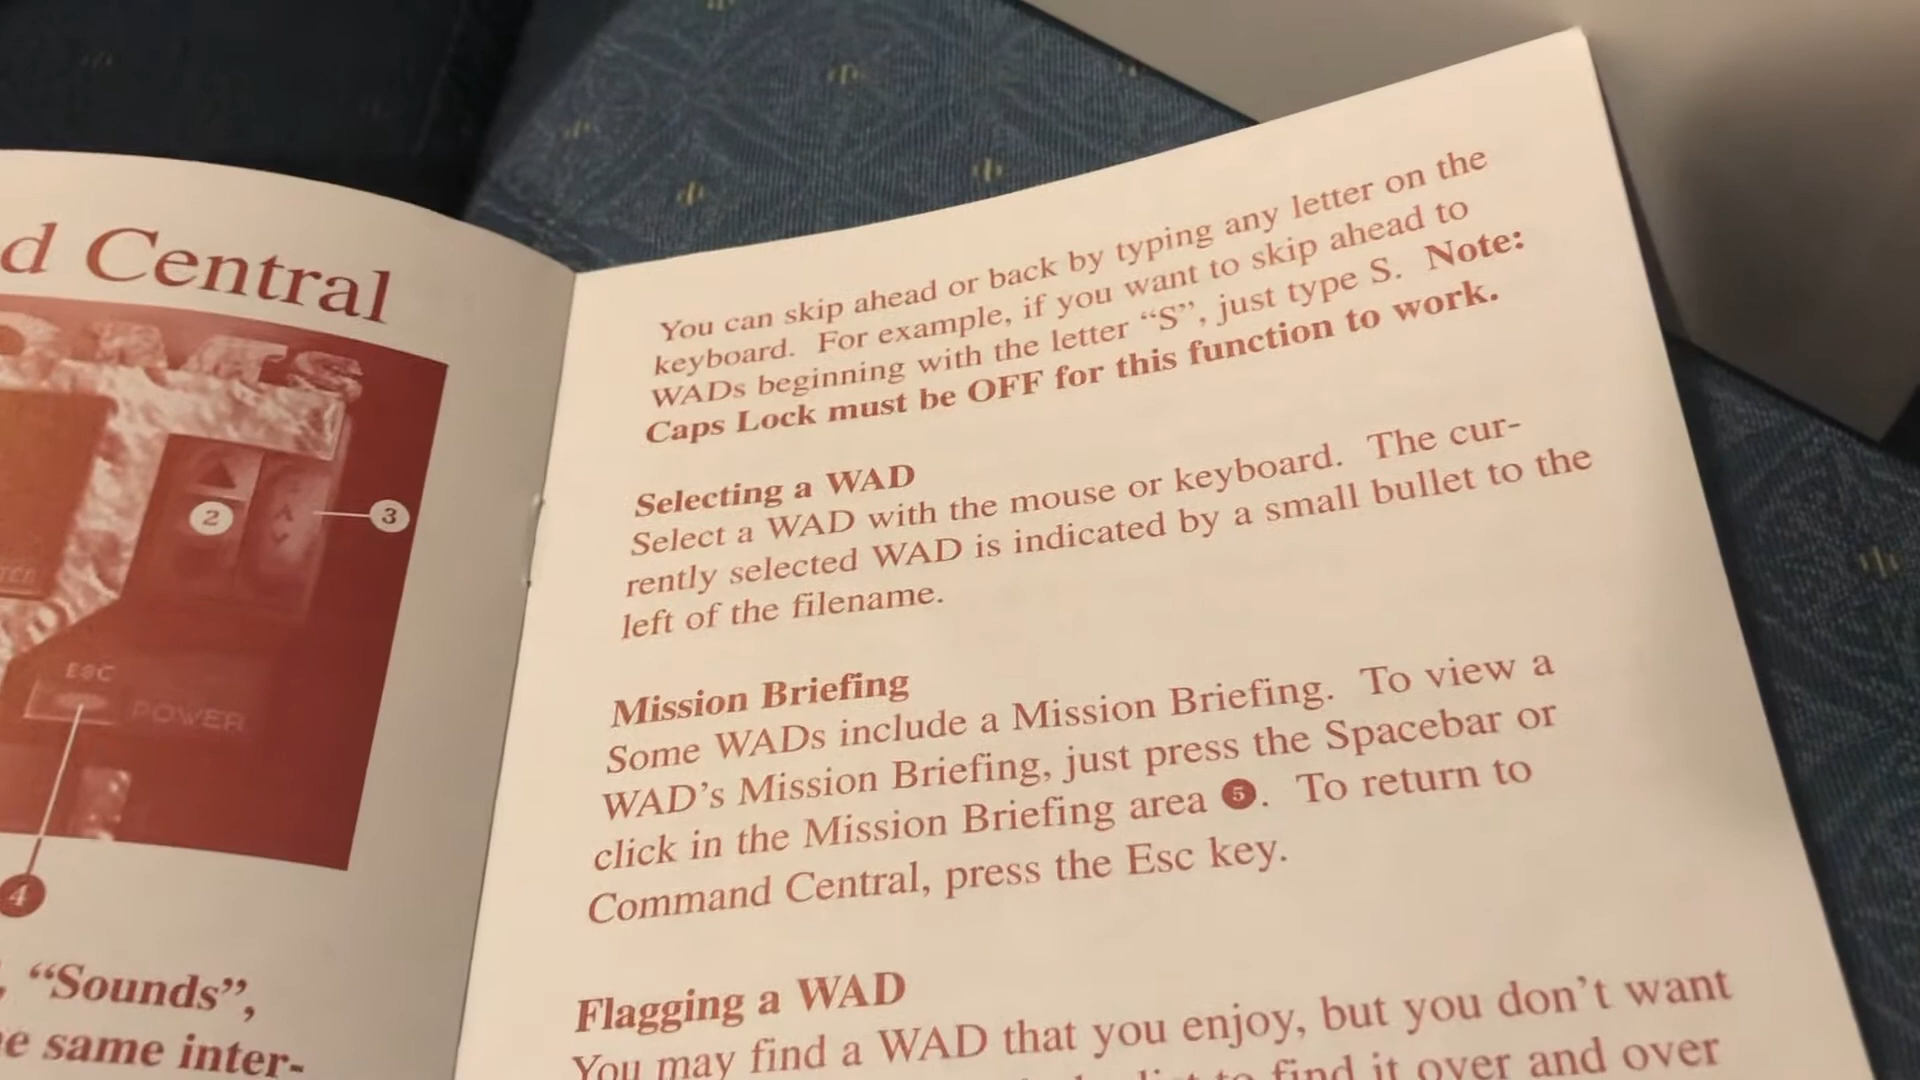 d Central
2
3
ESC
POWER
4
“Sounds”,
e same inter-
You can skip ahead or back by typing any letter on the
keyboard. For example, if you want to skip ahead to
WADs beginning with the letter “S”, just type S. Note:
Caps Lock must be OFF for this function to work.
Selecting a WAD
Select a WAD with the mouse or keyboard. The cur-
rently selected WAD is indicated by a small bullet to the
left of the filename.
Mission Briefing
Some WADs include a Mission Briefing. To view a
WAD’s Mission Briefing, just press the Spacebar or
click in the Mission Briefing area 5. To return to
Command Central, press the Esc key.
Flagging a WAD
You may find a WAD that you enjoy, but you don’t want
to find it over and over